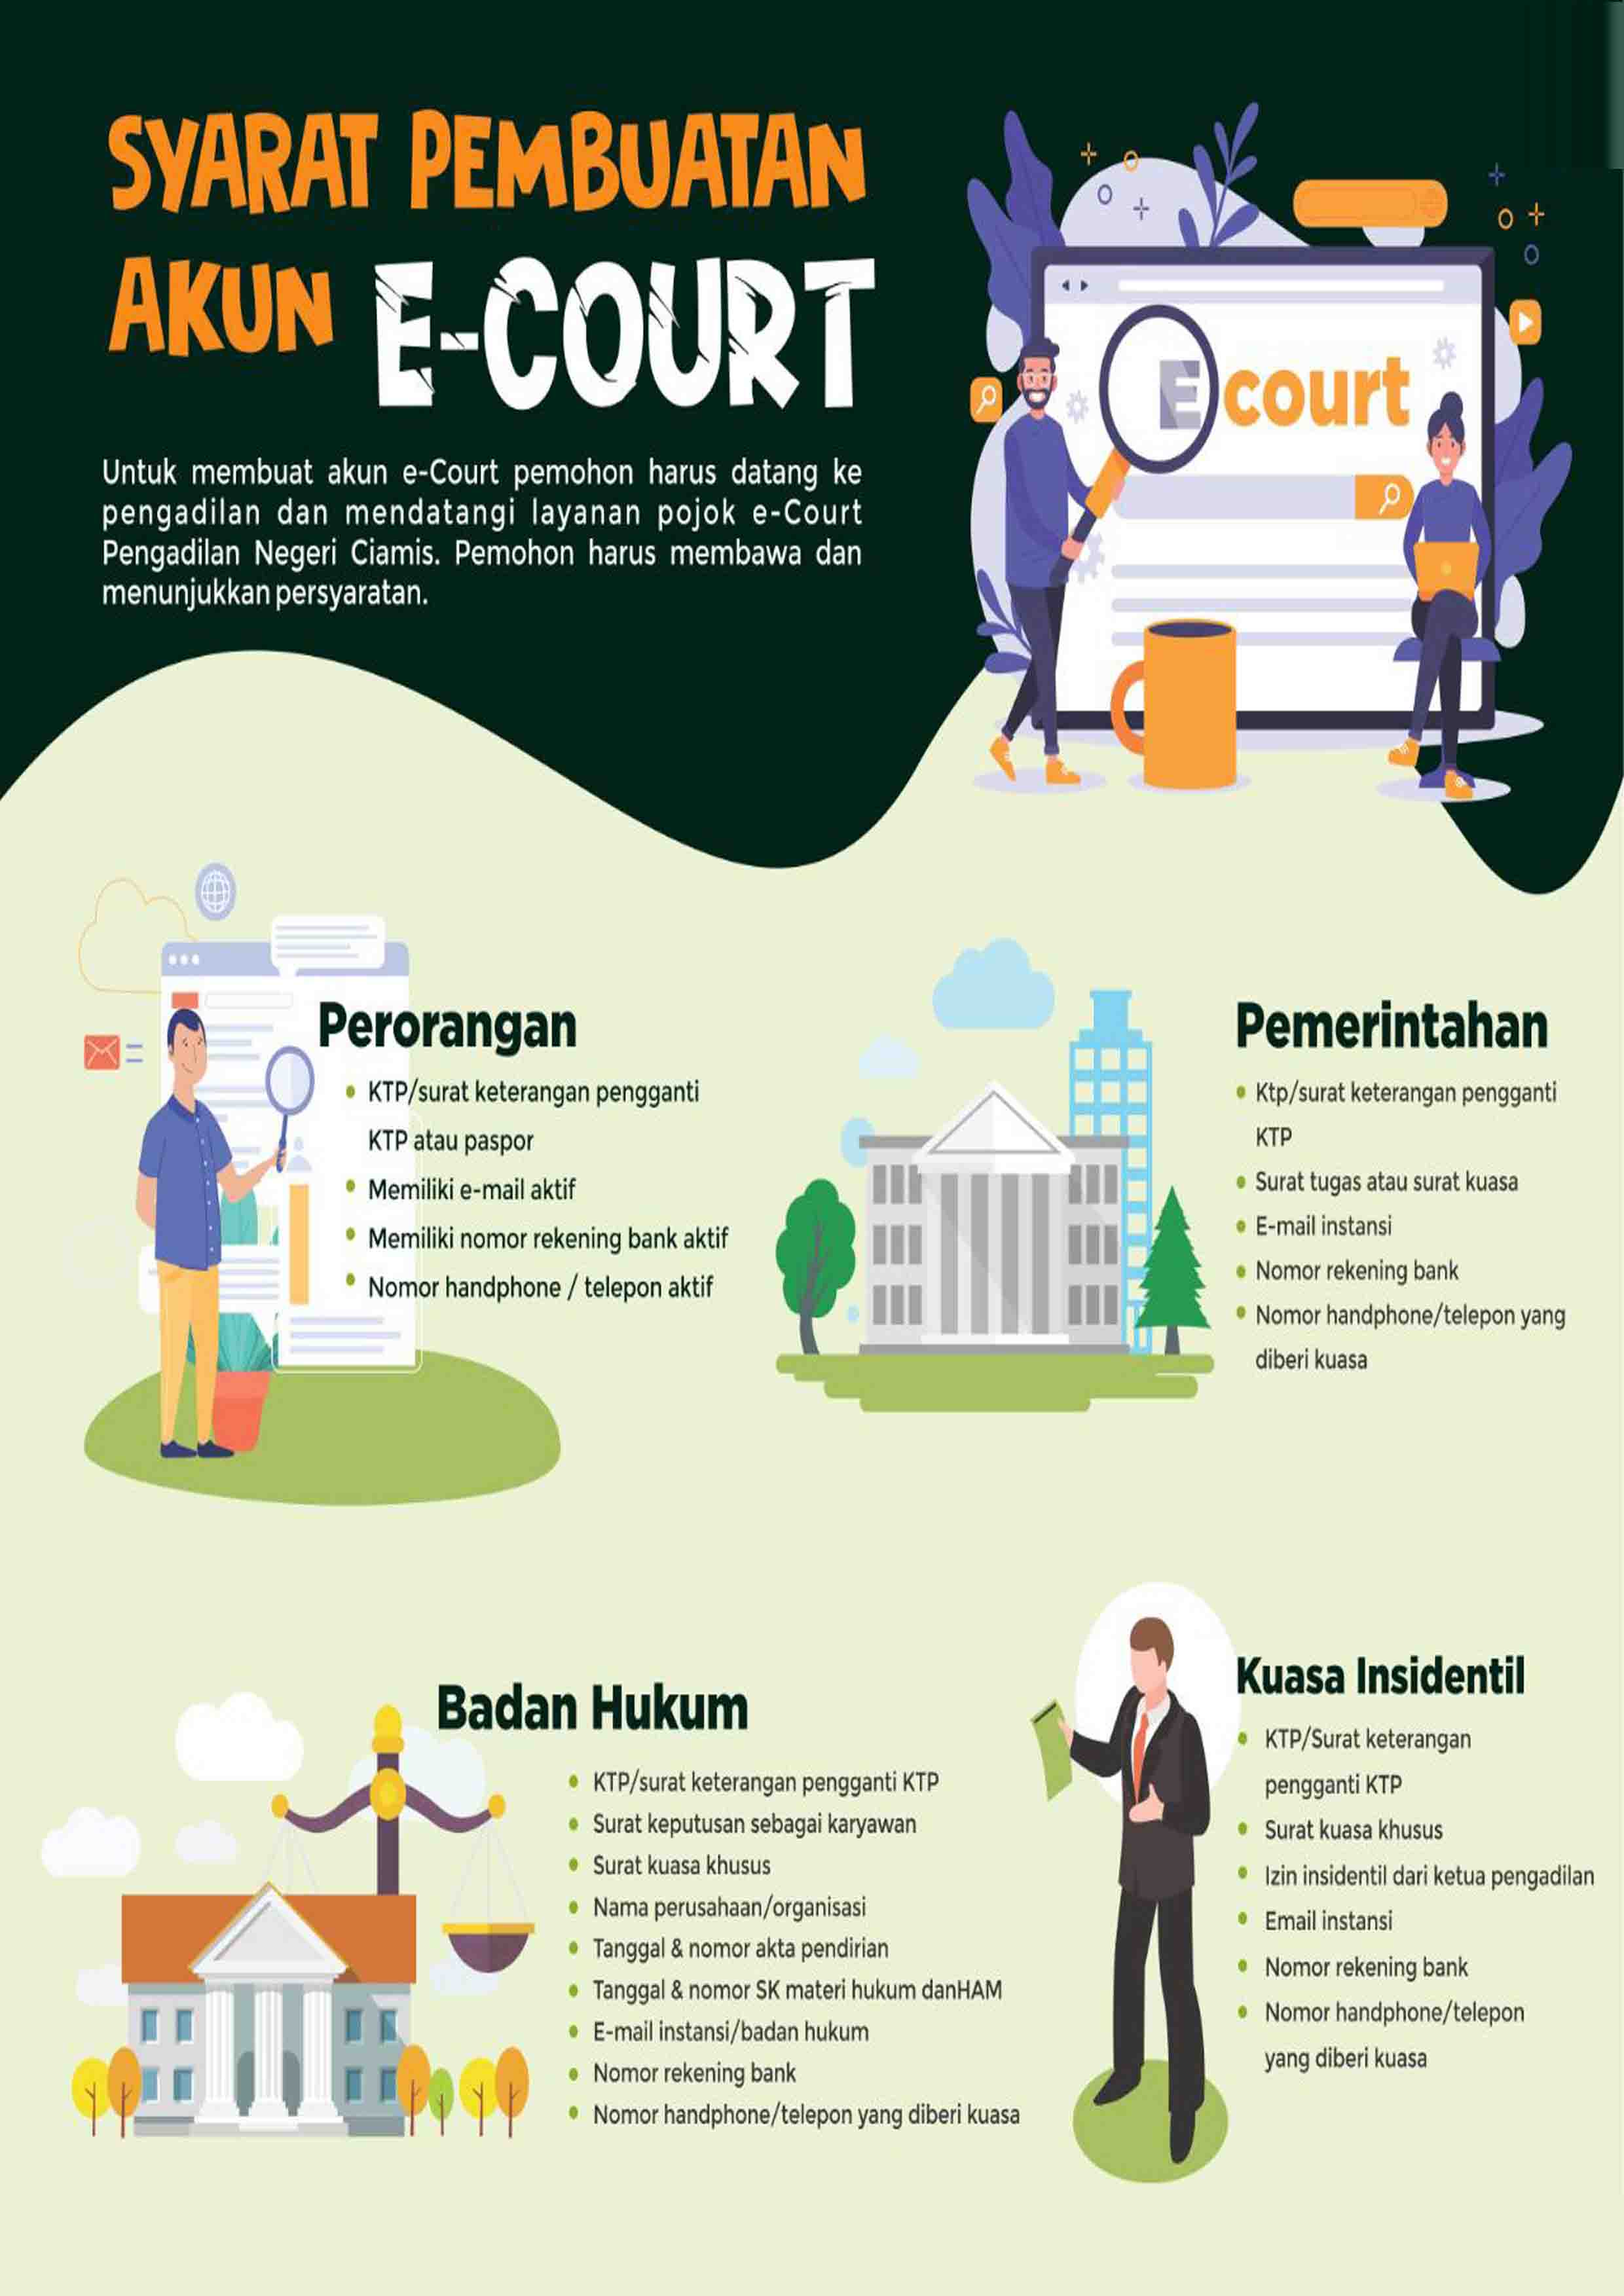 SYARAT PEMBUATAN
AKUN E-COURT
Untuk membuat akun e-Court pemohon harus datang ke
pengadilan dan mendatangi layanan pojok e-Court
Pengadilan Negeri Ciamis. Pemohon harus membawa dan
menunjukkan persyaratan.
E court
Perorangan
• KTP/surat keterangan pengganti
KTP atau paspor
• Memiliki e-mail aktif
• Memiliki nomor rekening bank aktif
• Nomor handphone / telepon aktif
Pemerintahan
• Ktp/surat keterangan pengganti
KTP
• Surat tugas atau surat kuasa
• E-mail instansi
• Nomor rekening bank
• Nomor handphone/telepon yang
diberi kuasa
Badan Hukum
• KTP/surat keterangan pengganti KTP
• Surat keputusan sebagai karyawan
• Surat kuasa khusus
• Nama perusahaan/organisasi
• Tanggal & nomor akta pendirian
• Tanggal & nomor SK materi hukum danHAM
• E-mail instansi/badan hukum
• Nomor rekening bank
• Nomor handphone/telepon yang diberi kuasa
Kuasa Insidentil
• KTP/Surat keterangan
pengganti KTP
• Surat kuasa khusus
• Izin insidentil dari ketua pengadilan
• Email instansi
• Nomor rekening bank
• Nomor handphone/telepon
yang diberi kuasa